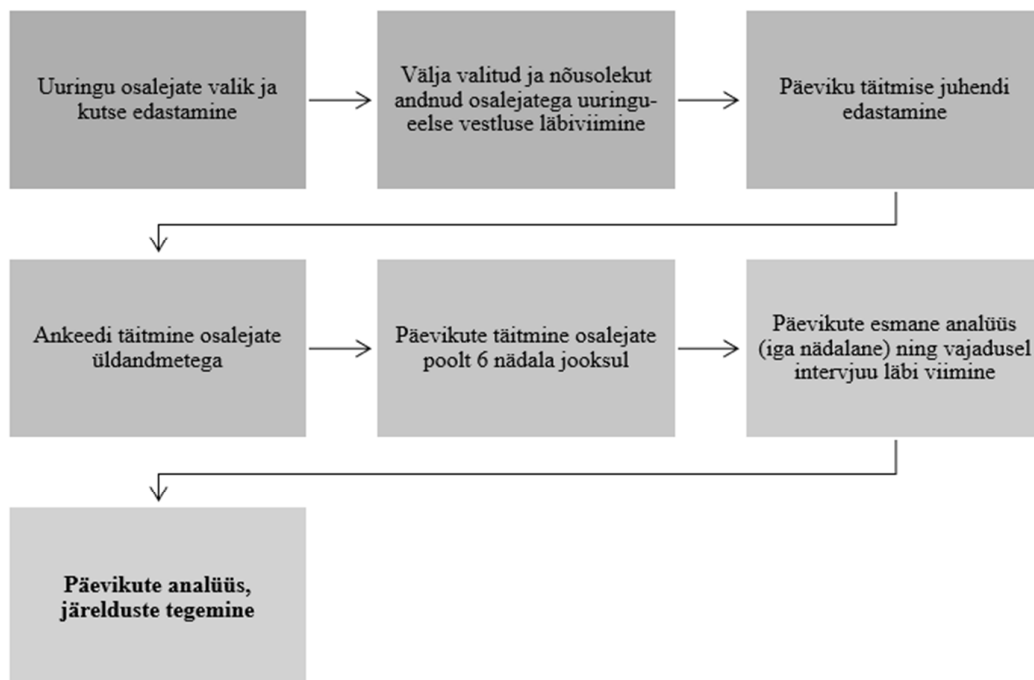 Uuringu osalejate valik ja
kutse edastamine
Välja valitud ja nõusolekut
andnud osalejatega uuringu-
eelse vestluse läbiviimine
Päeviku täitmise juhendi
edastamine
Ankeedi täitmine osalejate
üldandmetega
Päevikute täitmine osalejate
poolt 6 nädala jooksul
Päevikute esmane analüüs
(iga nädalane) ning vajadusel
intervjuu läbi viimine
Päevikute analüüs,
järelduste tegemine